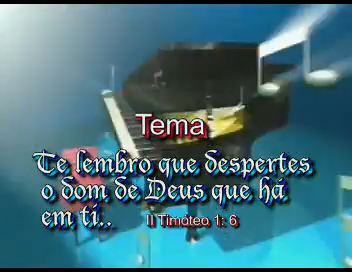 Tema
Te lembro que despertes
o dom de Deus que há
em ti..
II Timóteo 1: 6